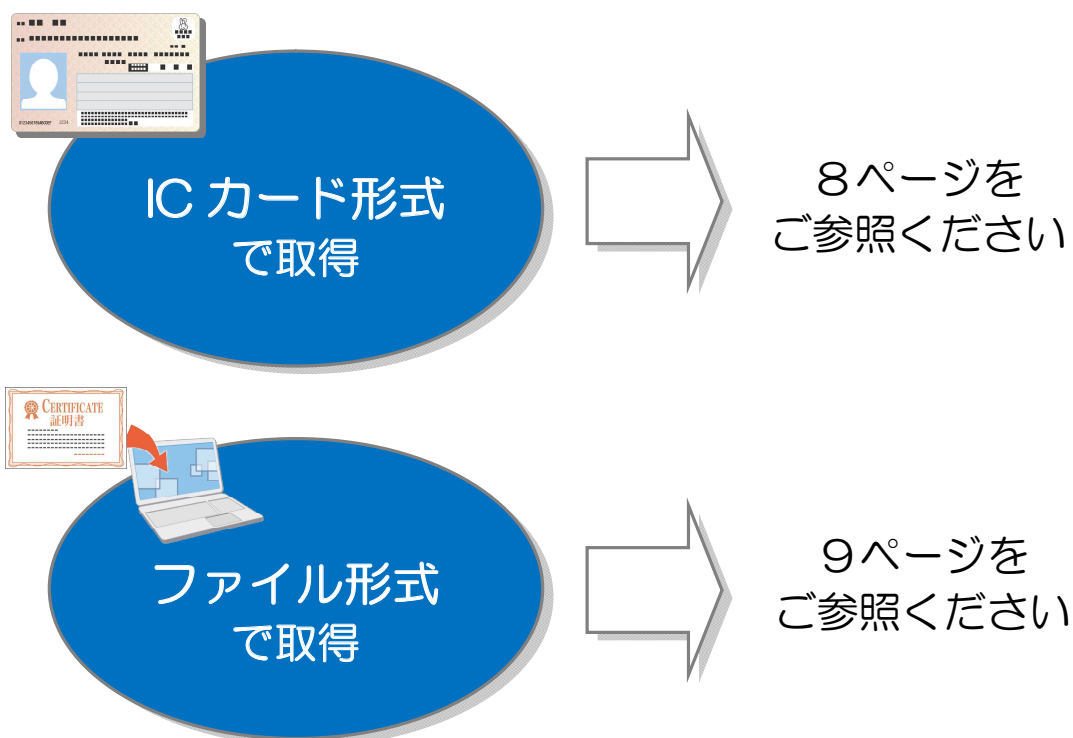 IC カード形式
で取得
8ページを
ご参照ください
CERTIFICATE
証明書
ファイル形式
で取得
9ページを
ご参照ください